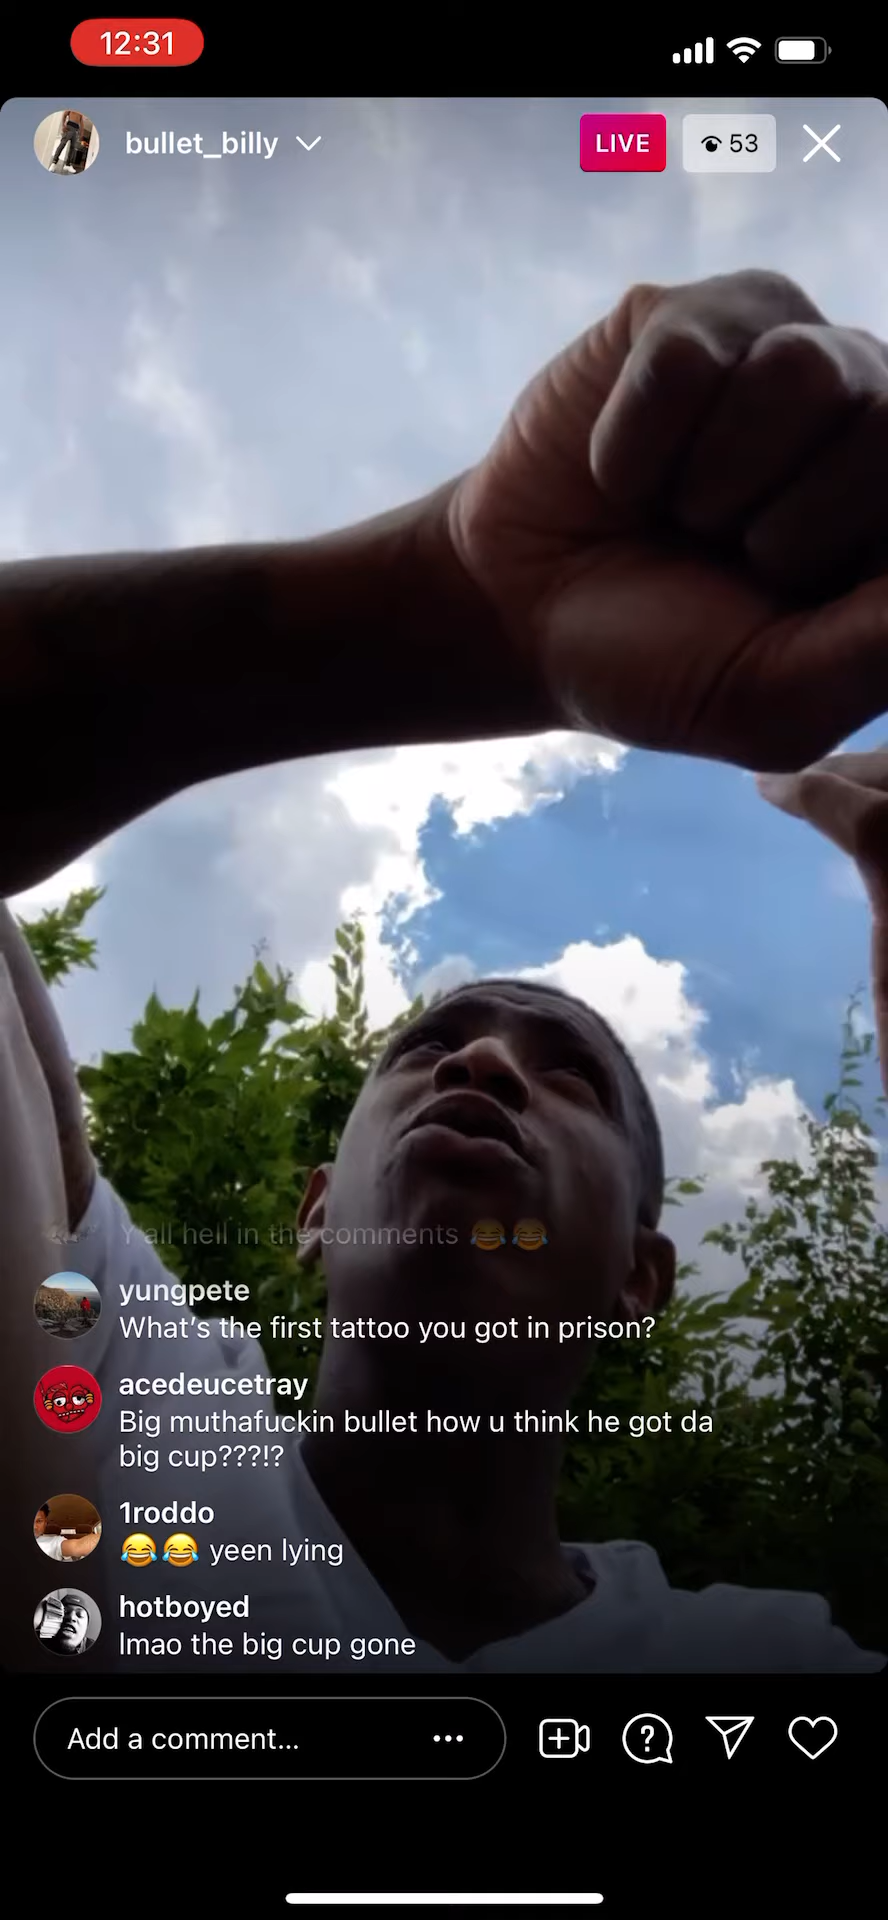 12:31
bullet_billy
LIVE
53
Y'all hell in the comments 😂😂
yungpete
What's the first tattoo you got in prison?
acedeucetray
Big muthafuckin bullet how u think he got da
big cup???!?
1roddo
😂😂 yeen lying
hotboyed
lmao the big cup gone
Add a comment...